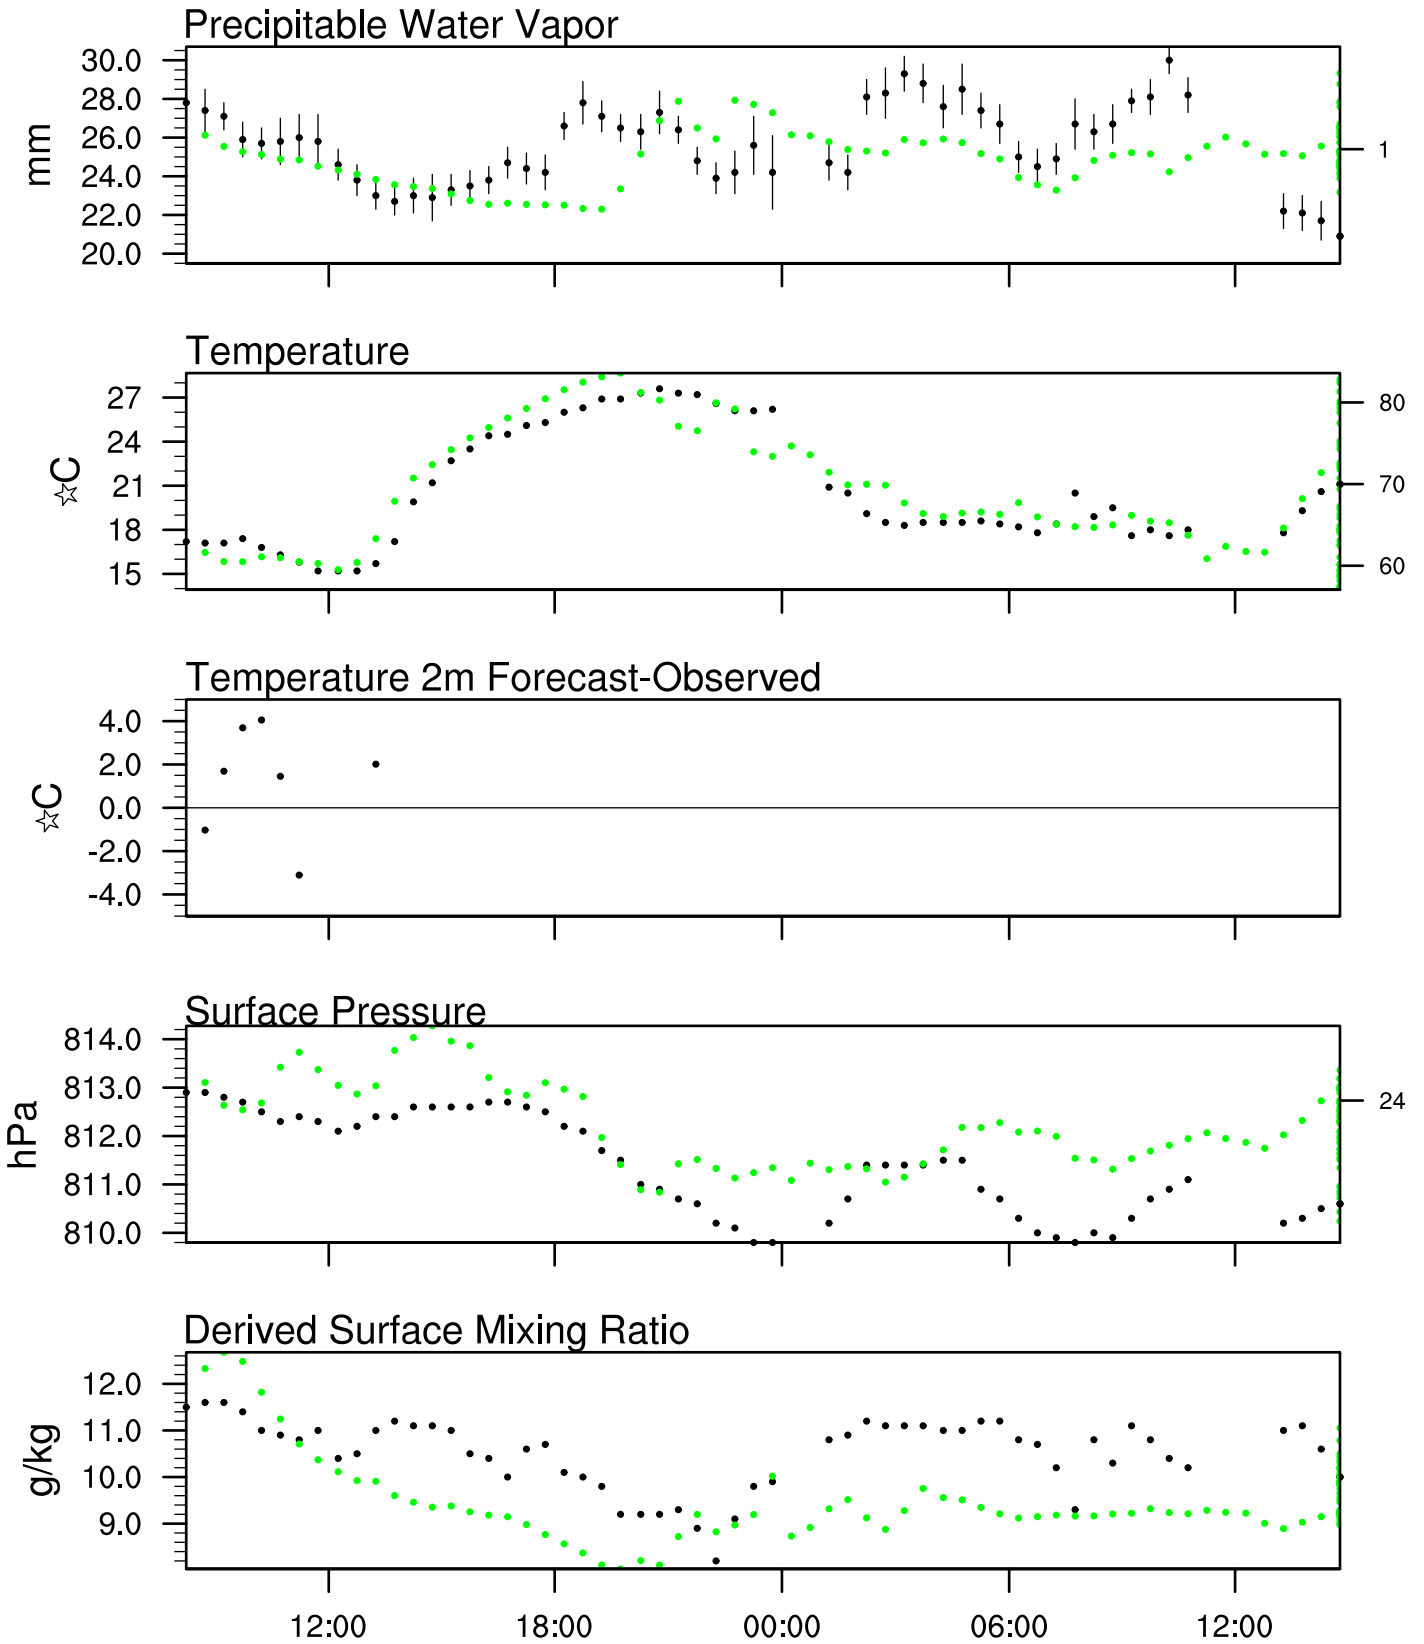 Precipitable Water Vapor
30.0
28.0
26.0
24.0
22.0
20.0
mm
1
Temperature
27
24
21
18
15
☆C
80
70
60
Temperature 2m Forecast-Observed
4.0
2.0
0.0
-2.0
-4.0
☆C
Surface Pressure
814.0
813.0
812.0
811.0
810.0
hPa
24
Derived Surface Mixing Ratio
12.0
11.0
10.0
9.0
g/kg
12:00 18:00 00:00 06:00 12:00